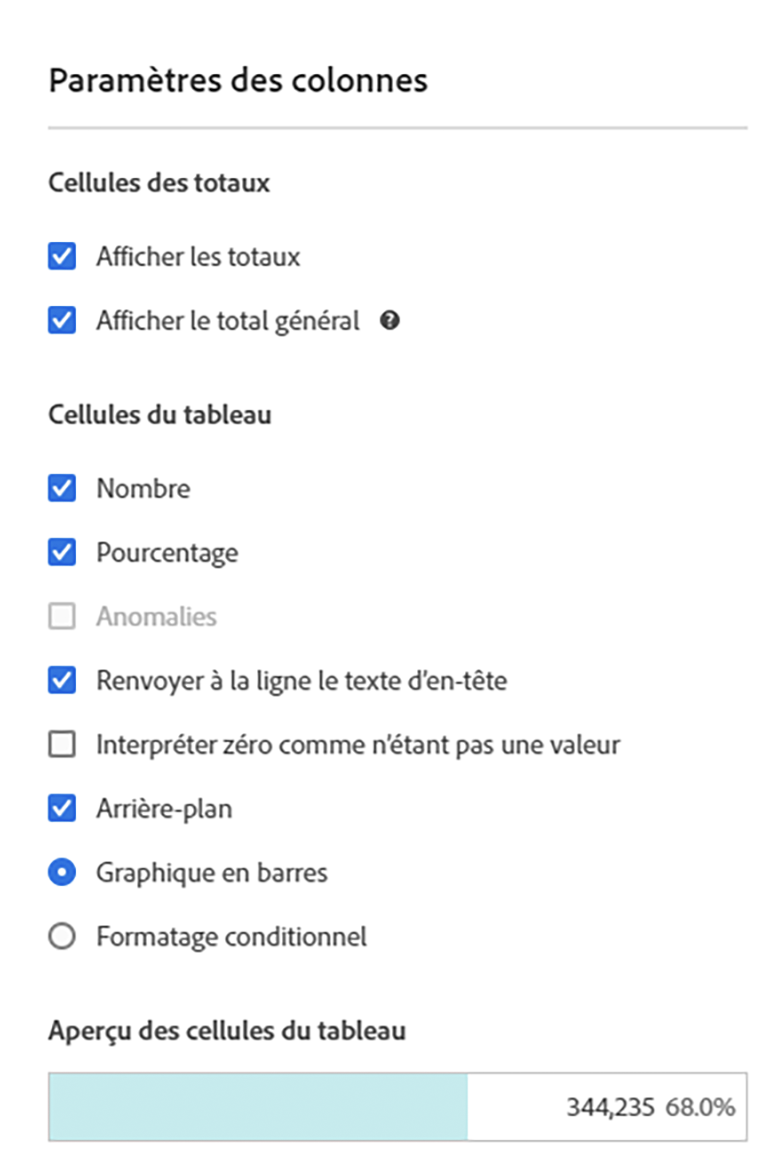 Paramètres des colonnes
Cellules des totaux
Afficher les totaux
Afficher le total général
Cellules du tableau
Nombre
Pourcentage
Anomalies
Renvoyer à la ligne le texte d'en-tête
Interpréter zéro comme n'étant pas une valeur
Arrière-plan
Graphique en barres
Formatage conditionnel
Aperçu des cellules du tableau
344,235 68.0%